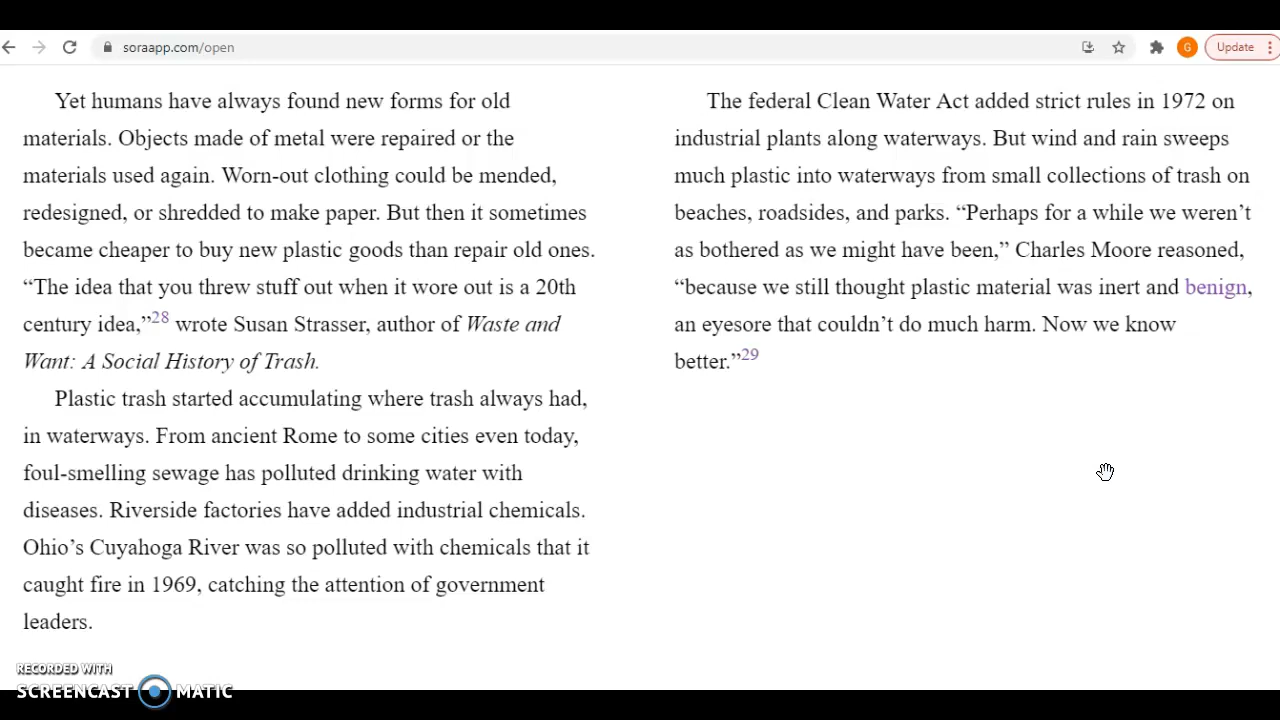 soraapp.com/open
G
Update
Yet humans have always found new forms for old
materials. Objects made of metal were repaired or the
materials used again. Worn-out clothing could be mended,
redesigned, or shredded to make paper. But then it sometimes
became cheaper to buy new plastic goods than repair old ones.
“The idea that you threw stuff out when it wore out is a 20th
century idea,”28 wrote Susan Strasser, author of Waste and
Want: A Social History of Trash.
Plastic trash started accumulating where trash always had,
in waterways. From ancient Rome to some cities even today,
foul-smelling sewage has polluted drinking water with
diseases. Riverside factories have added industrial chemicals.
Ohio’s Cuyahoga River was so polluted with chemicals that it
caught fire in 1969, catching the attention of government
leaders.
The federal Clean Water Act added strict rules in 1972 on
industrial plants along waterways. But wind and rain sweeps
much plastic into waterways from small collections of trash on
beaches, roadsides, and parks. “Perhaps for a while we weren’t
as bothered as we might have been,” Charles Moore reasoned,
“because we still thought plastic material was inert and benign,
an eyesore that couldn’t do much harm. Now we know
better.”29
RECORDED WITH
SCREENCAST MATIC